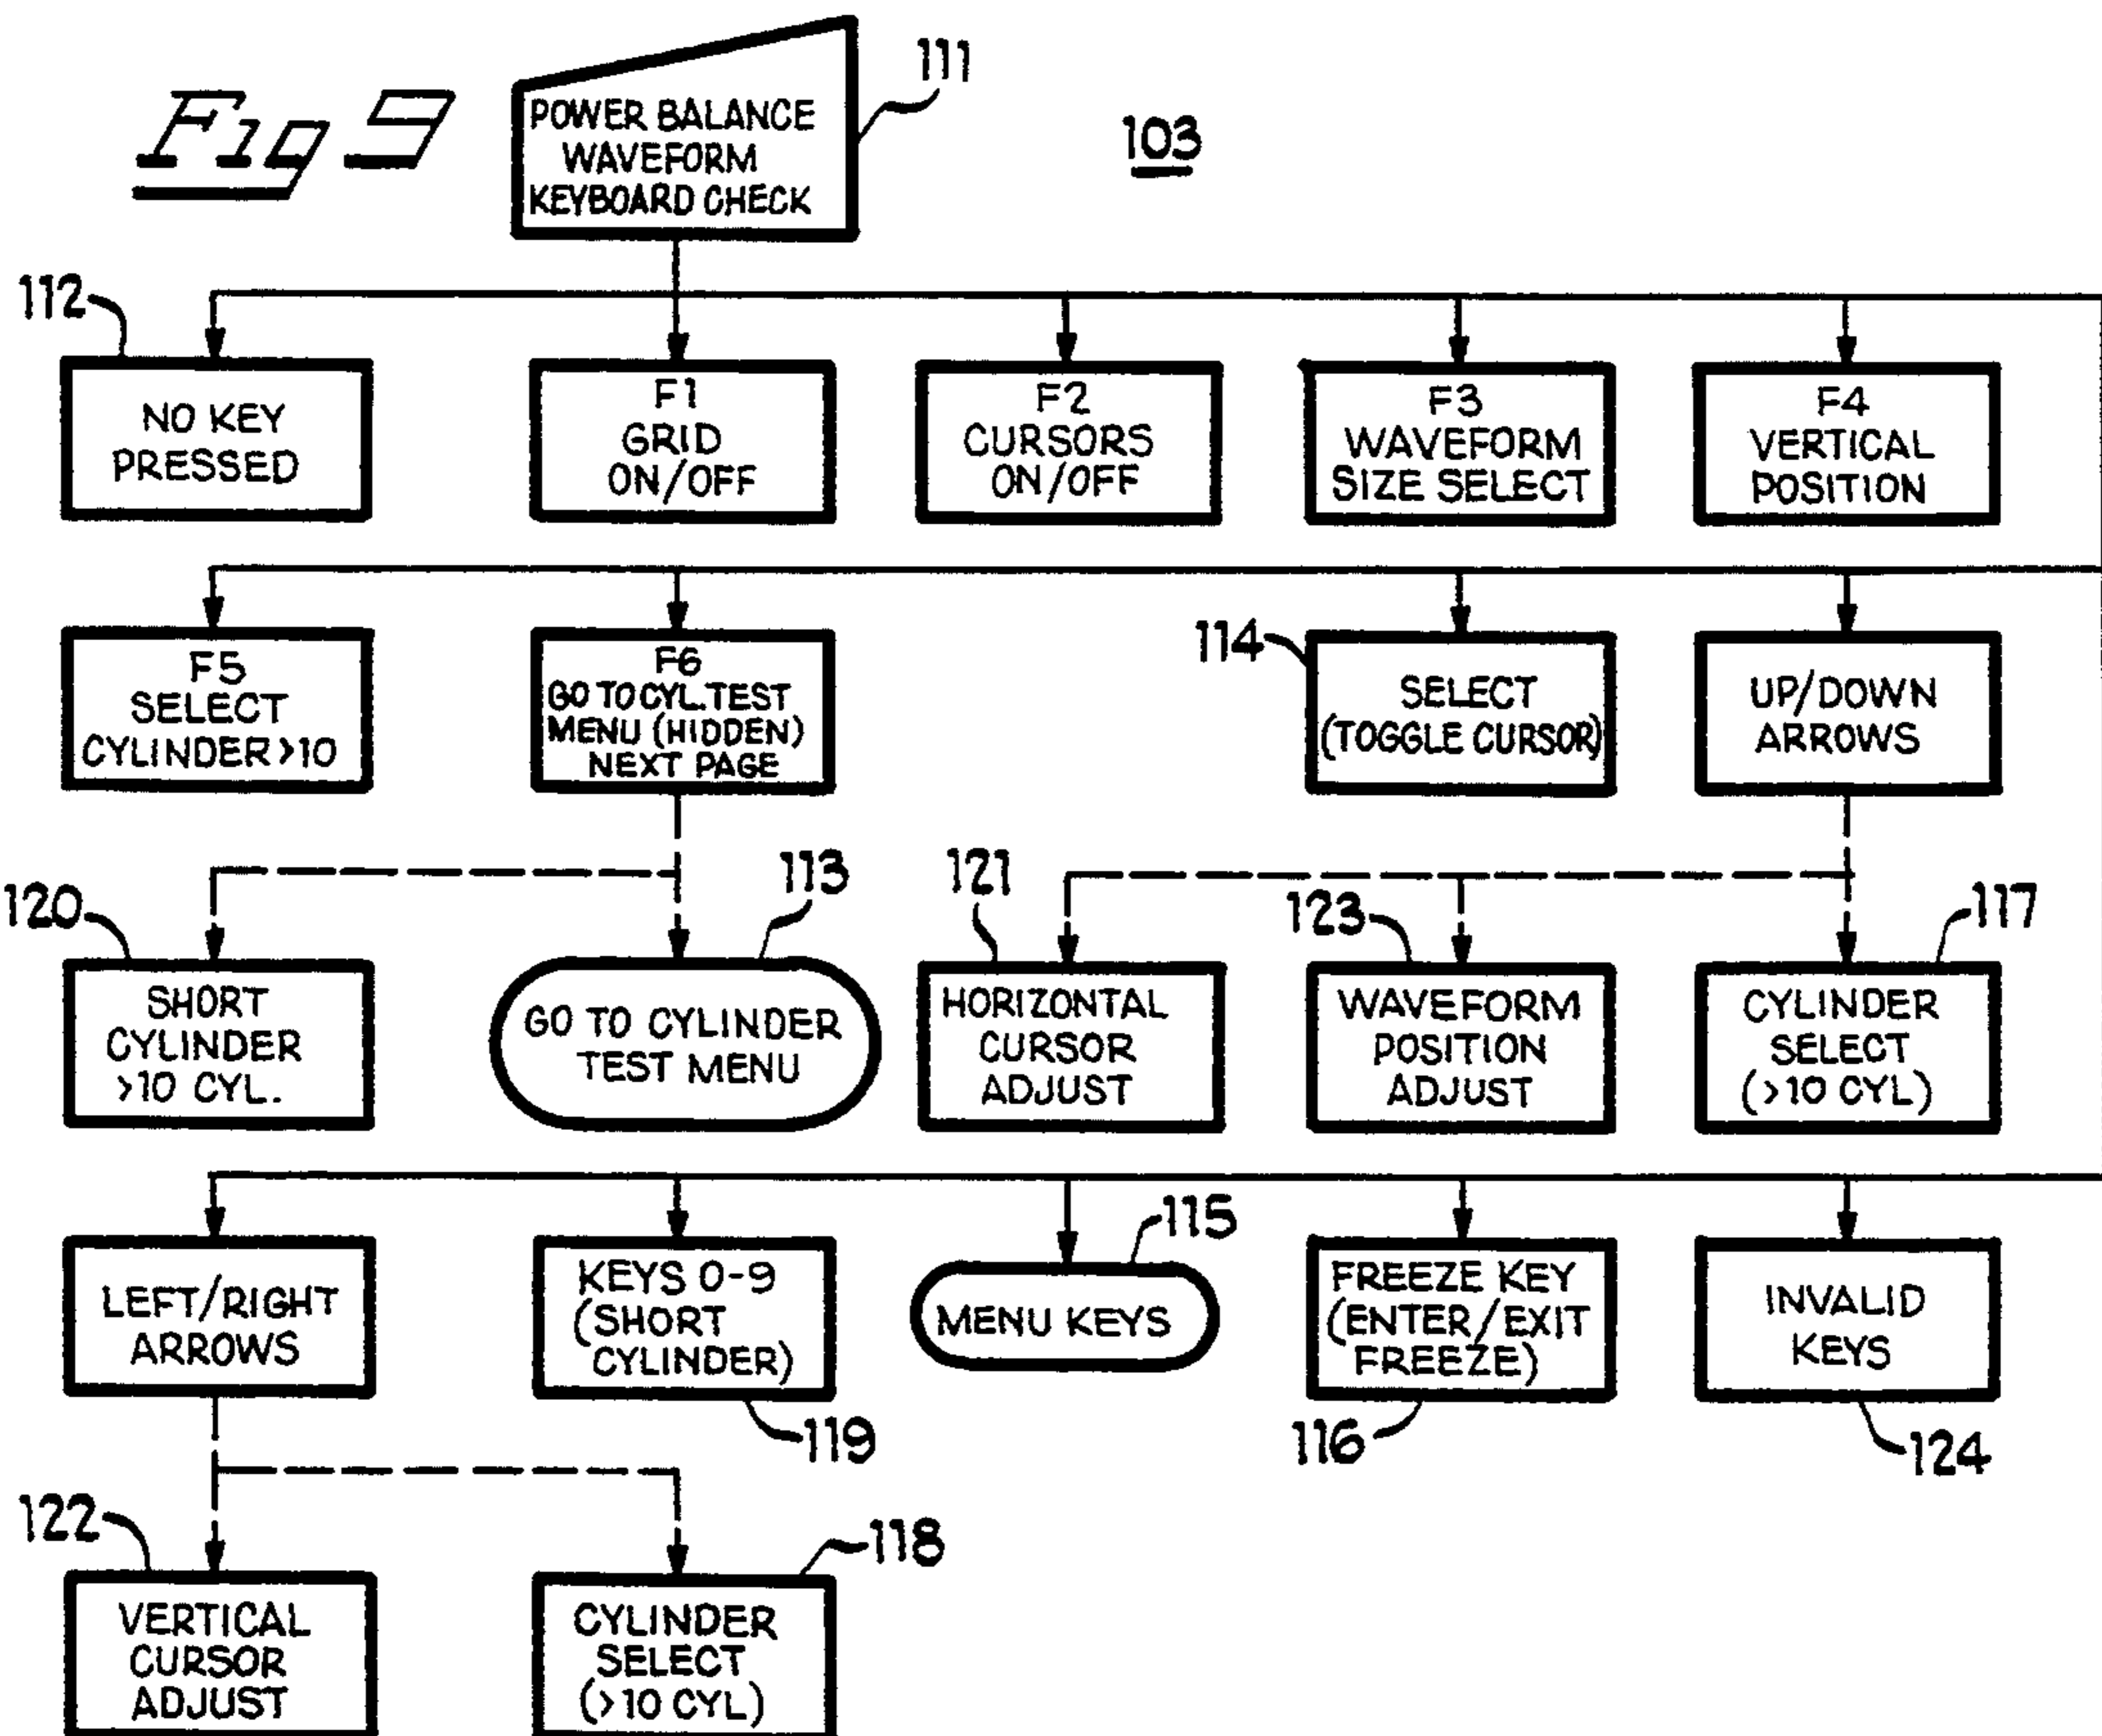 Fig 9
POWER BALANCE
WAVEFORM
KEYBOARD CHECK
111
103
112
NO KEY
PRESSED
F1
GRID
ON/OFF
F2
CURSORS
ON/OFF
F3
WAVEFORM
SIZE SELECT
F4
VERTICAL
POSITION
F5
SELECT
CYLINDER>10
F6
GO TO CYL.TEST
MENU (HIDDEN)
NEXT PAGE
114
SELECT
(TOGGLE CURSOR)
UP/DOWN
ARROWS
120
SHORT
CYLINDER
>10 CYL.
113
GO TO CYLINDER
TEST MENU
121
HORIZONTAL
CURSOR
ADJUST
123
WAVEFORM
POSITION
ADJUST
117
CYLINDER
SELECT
(>10 CYL)
LEFT/RIGHT
ARROWS
KEYS 0-9
(SHORT
CYLINDER)
119
115
MENU KEYS
FREEZE KEY
(ENTER/EXIT
FREEZE)
116
INVALID
KEYS
124
122
VERTICAL
CURSOR
ADJUST
118
CYLINDER
SELECT
(>10 CYL)